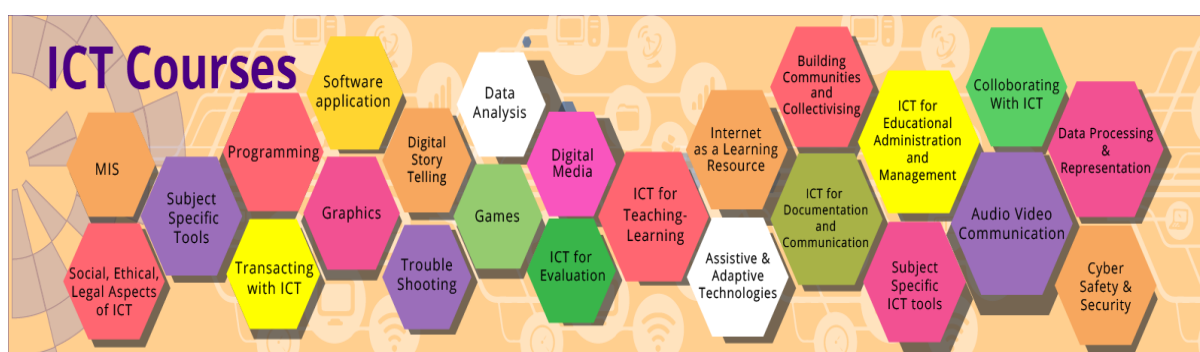 ICT Courses
MIS
Social, Ethical,
Legal Aspects
of ICT
Subject
Specific
Tools
Programming
Transacting
with ICT
Software
application
Graphics
Digital
Story
Telling
Trouble
Shooting
Data
Analysis
Games
Digital
Media
ICT for
Evaluation
ICT for
Teaching-
Learning
Internet
as a Learning
Resource
Assistive &
Adaptive
Technologies
Building
Communities
and
Collectivising
ICT for
Documentation
and
Communication
ICT for
Educational
Administration
and
Management
Subject
Specific
ICT tools
Colloborating
With ICT
Audio Video
Communication
Data Processing
&
Representation
Cyber
Safety &
Security